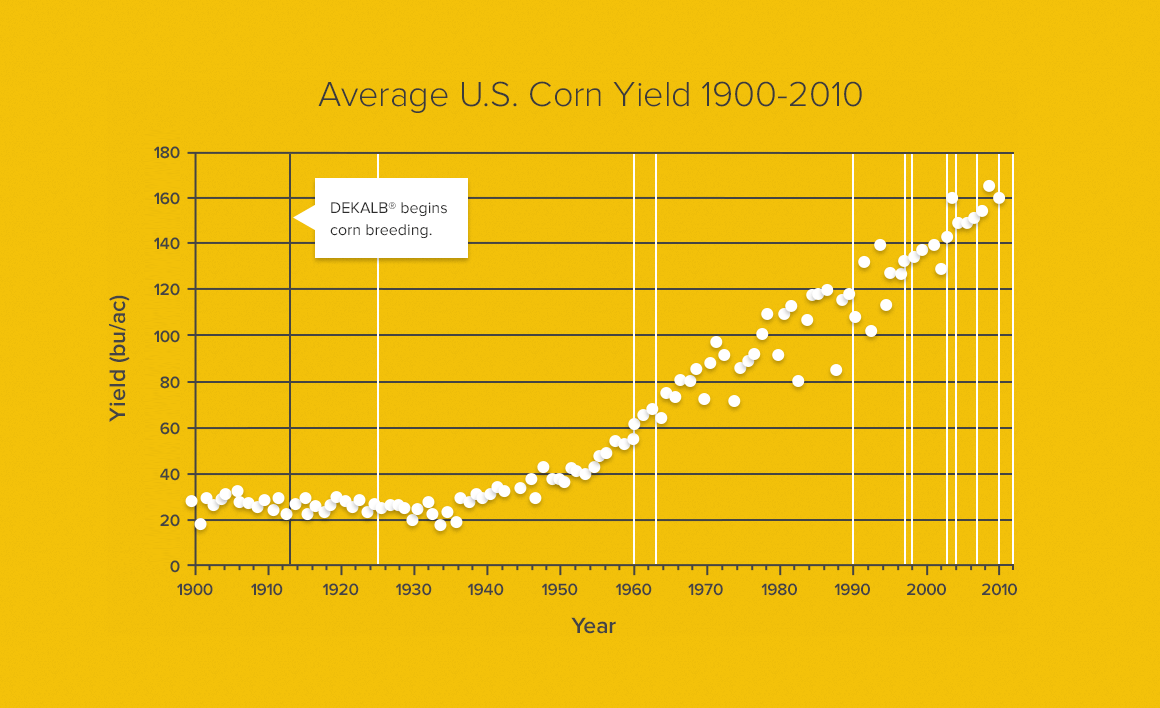 Average U.S. Corn Yield 1900-2010
180
160
140
120
100
80
60
40
20
0
DEKALB® begins
corn breeding.
Yield (bu/ac)
1900 1910 1920 1930 1940 1950 1960 1970 1980 1990 2000 2010
Year